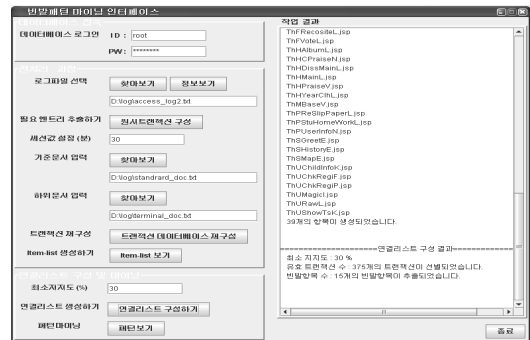 빈발패턴 마이닝 인터페이스
데이터베이스 로그인
ID : root
PW: ********
로그파일 선택
찾아보기
정보보기
D:\log\access_log2.txt
필요 엔트리 추출하기
원시트랜잭션 구성
세션값 설정 (분)
30
기준문서 입력
찾아보기
D:\log\standrard_doc.txt
하위문서 입력
찾아보기
D:\log\terminal_doc.txt
트랜잭션 재구성
트랜잭션 데이터베이스 재구성
Item-list 생성하기
Item-list 보기
연결리스트 구성 및 마이닝
최소지지도 (%)
30
연결리스트 생성하기
연결리스트 구성하기
패턴마이닝
패턴보기
작업 결과
ThFRecositeL.jsp
ThFVoteL.jsp
ThHAlbumL.jsp
ThHCPraiseN.jsp
ThHDissMainL.jsp
ThHMainL.jsp
ThHPraiseV.jsp
ThHYearClhL.jsp
ThMBaseV.jsp
ThPReSlipPaperL.jsp
ThPStuHomeWorkL.jsp
ThPUserInfoN.jsp
ThSGreetE.jsp
ThSHistoryE.jsp
ThSMapE.jsp
ThUChildInfoK.jsp
ThUChkRegiF.jsp
ThUChkRegiP.jsp
ThUMagicI.jsp
ThURawL.jsp
ThUShowTsK.jsp
39개의 항목이 생성되었습니다.
====================연결리스트 구성 결과====================
최소 지지도 : 30 %
유효 트랜잭션 수 : 375개의 트랜잭션이 선별되었습니다.
빈발항목 수 : 15개의 빈발항목이 추출되었습니다.
종료